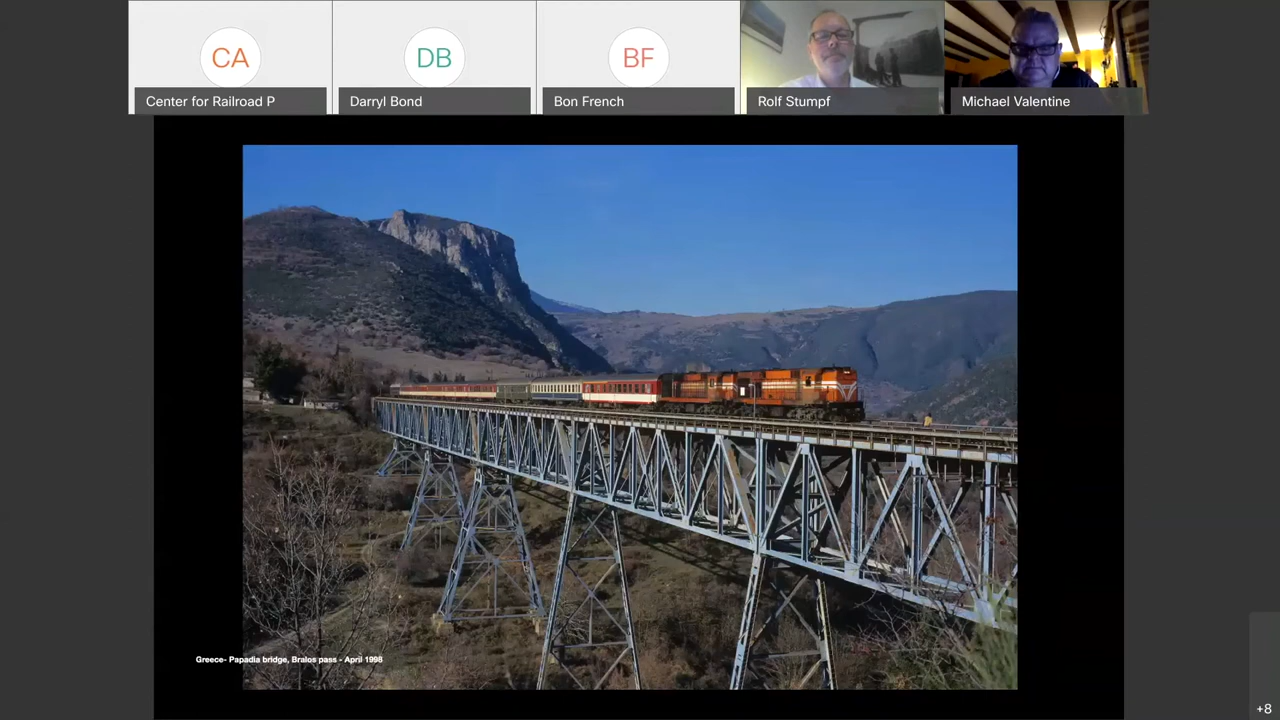 CA
DB
BF
Center for Railroad P
Darryl Bond
Bon French
Rolf Stumpf
Michael Valentine
Greece- Papadia bridge, Bralos pass - April 1998
+8